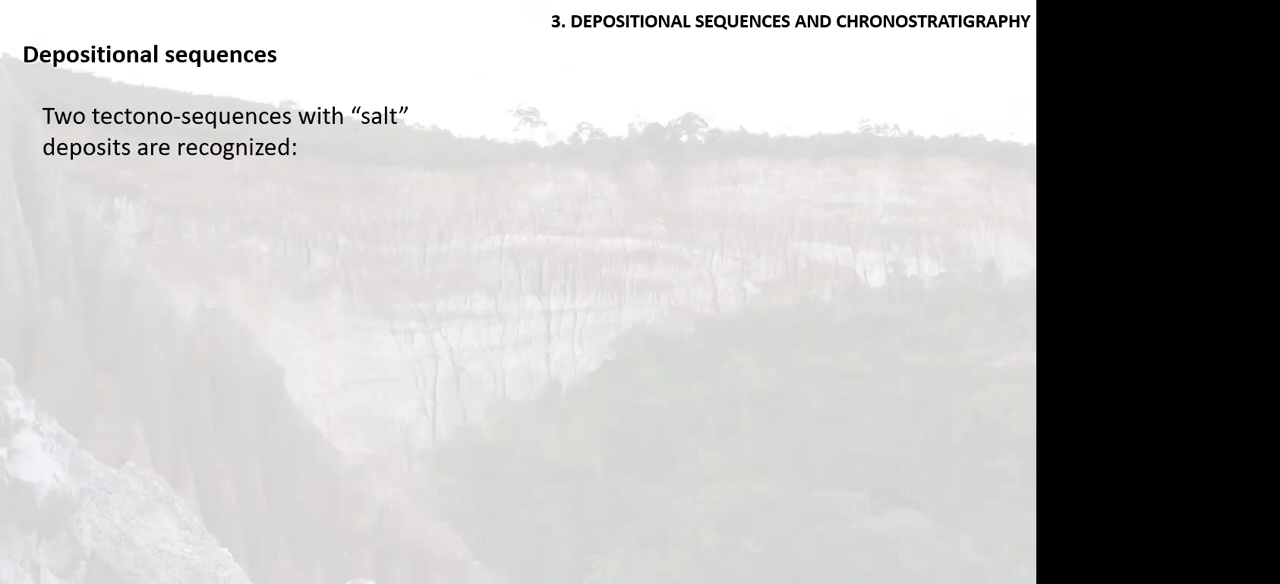 3. DEPOSITIONAL SEQUENCES AND CHRONOSTRATIGRAPHY
Depositional sequences
Two tectono-sequences with “salt”
deposits are recognized: